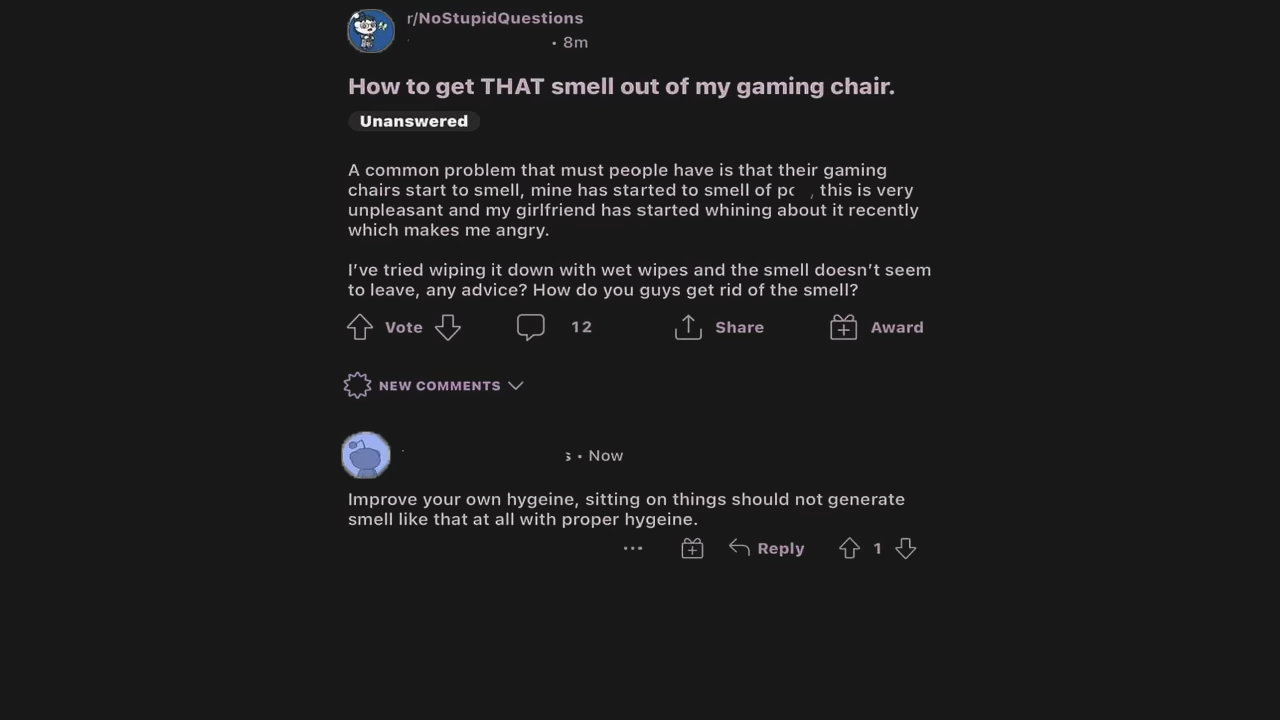 r/NoStupidQuestions
• 8m
How to get THAT smell out of my gaming chair.
Unanswered
A common problem that must people have is that their gaming
chairs start to smell, mine has started to smell of , this is very
unpleasant and my girlfriend has started whining about it recently
which makes me angry.
I’ve tried wiping it down with wet wipes and the smell doesn’t seem
to leave, any advice? How do you guys get rid of the smell?
Vote 12 Share Award
NEW COMMENTS
• Now
Improve your own hygeine, sitting on things should not generate
smell like that at all with proper hygeine.
Reply 1